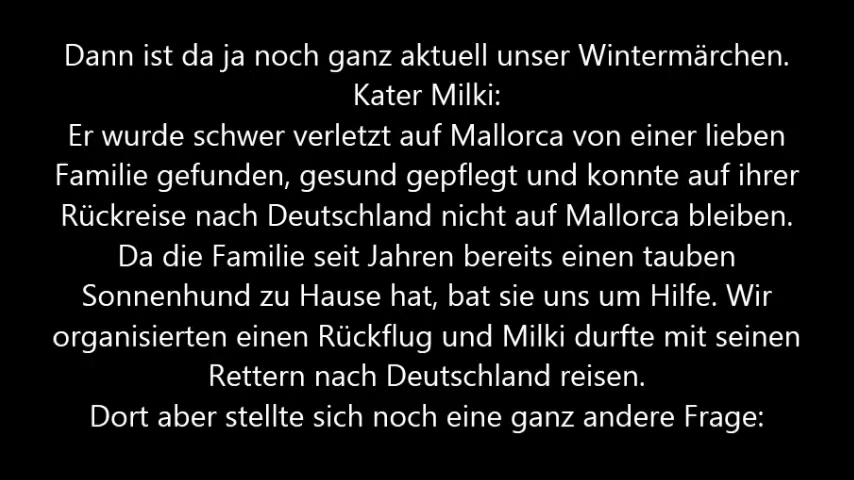 Dann ist da ja noch ganz aktuell unser Wintermärchen.
Kater Milki:
Er wurde schwer verletzt auf Mallorca von einer lieben
Familie gefunden, gesund gepflegt und konnte auf ihrer
Rückreise nach Deutschland nicht auf Mallorca bleiben.
Da die Familie seit Jahren bereits einen tauben
Sonnenhund zu Hause hat, bat sie uns um Hilfe. Wir
organisierten einen Rückflug und Milki durfte mit seinen
Rettern nach Deutschland reisen.
Dort aber stellte sich noch eine ganz andere Frage: